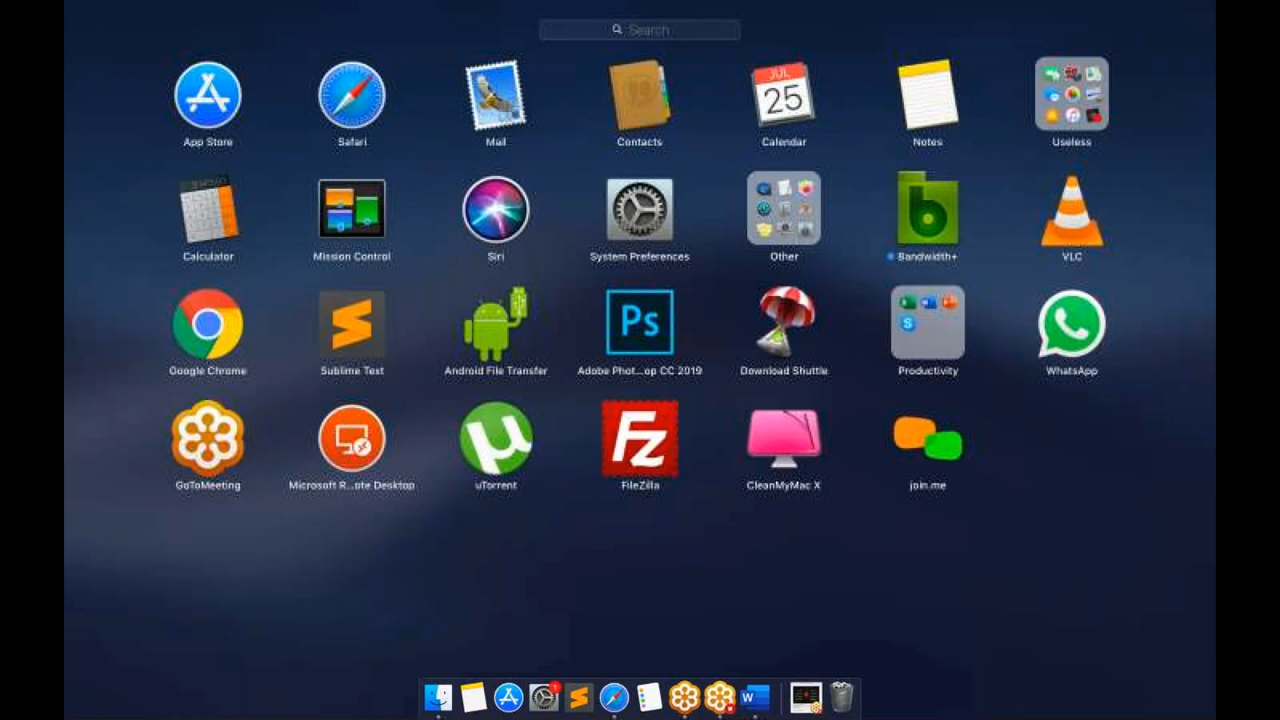 Search
App Store
Safari
Mail
Contacts
JUL
25
Calendar
Notes
Useless
Calculator
Mission Control
Siri
System Preferences
Other
b
Bandwidth+
VLC
Google Chrome
Sublime Text
Android File Transfer
Ps
Adobe Phot...op CC 2019
Download Shuttle
S
Productivity
WhatsApp
GoToMeeting
Microsoft R...ote Desktop
µ
uTorrent
Fz
FileZilla
CleanMyMac X
join.me
1
W